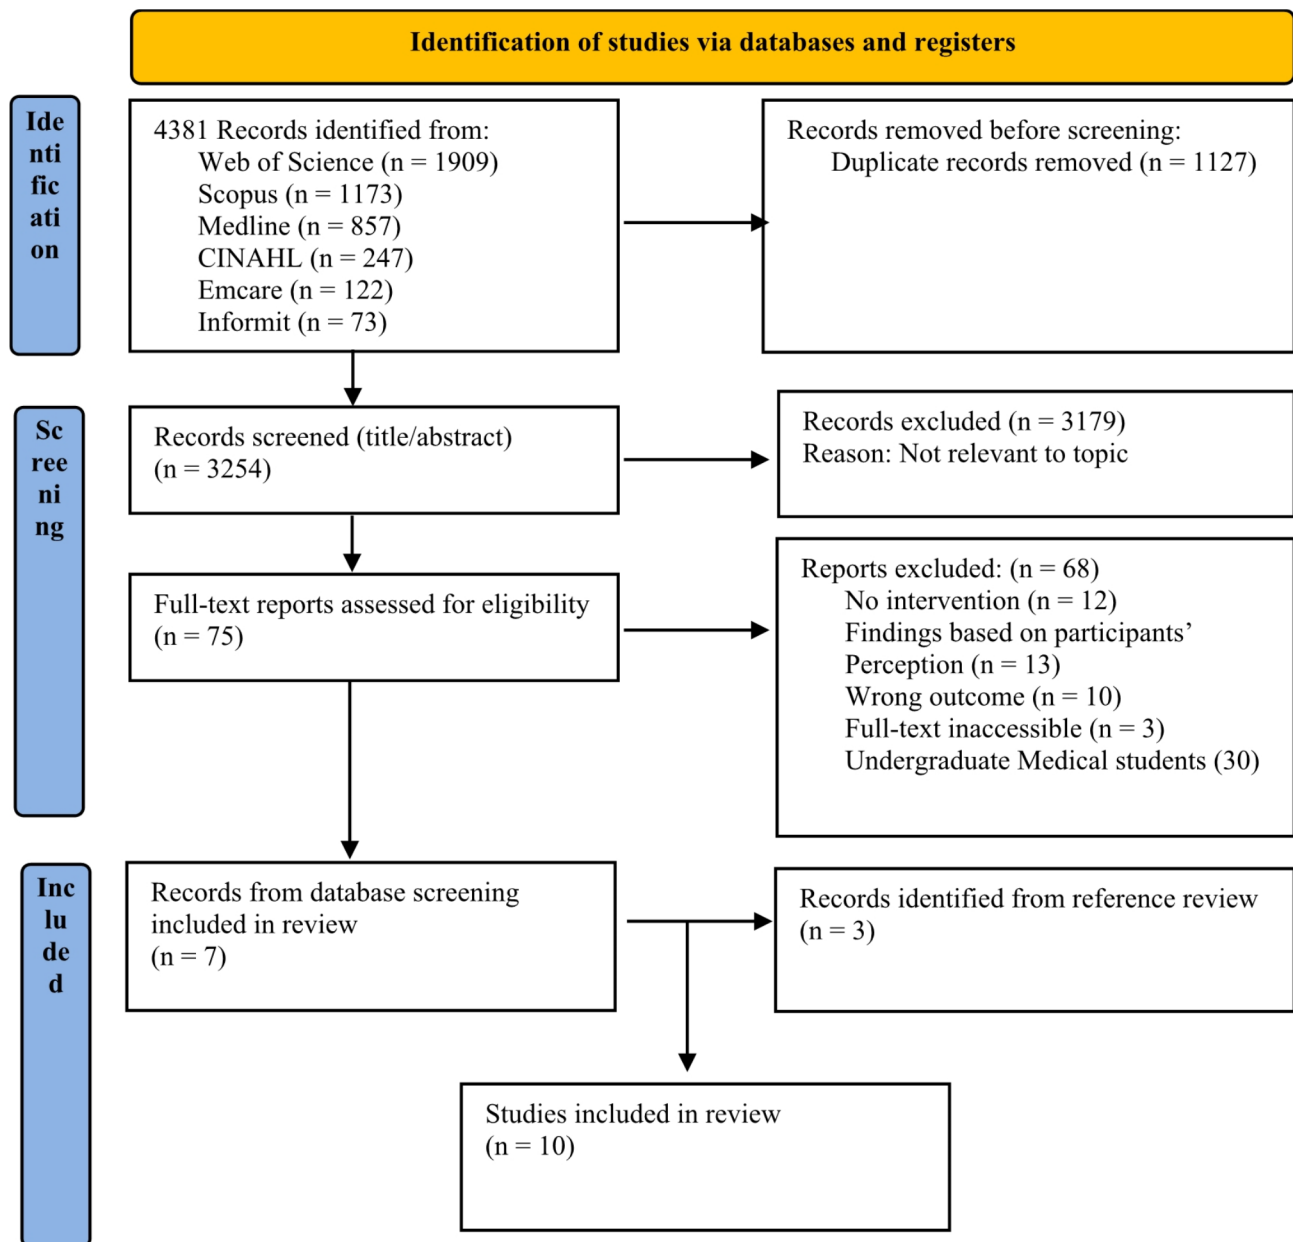 Identification of studies via databases and registers
Ide
nti
fic
ati
on
4381 Records identified from:
Web of Science (n = 1909)
Scopus (n = 1173)
Medline (n = 857)
CINAHL (n = 247)
Emcare (n = 122)
Informit (n = 73)
Records removed before screening:
Duplicate records removed (n = 1127)
Sc
ree
ni
ng
Records screened (title/abstract)
(n = 3254)
Records excluded (n = 3179)
Reason: Not relevant to topic
Full-text reports assessed for eligibility
(n = 75)
Reports excluded: (n = 68)
No intervention (n = 12)
Findings based on participants’
Perception (n = 13)
Wrong outcome (n = 10)
Full-text inaccessible (n = 3)
Undergraduate Medical students (30)
Inc
lu
de
d
Records from database screening
included in review
(n = 7)
Records identified from reference review
(n = 3)
Studies included in review
(n = 10)